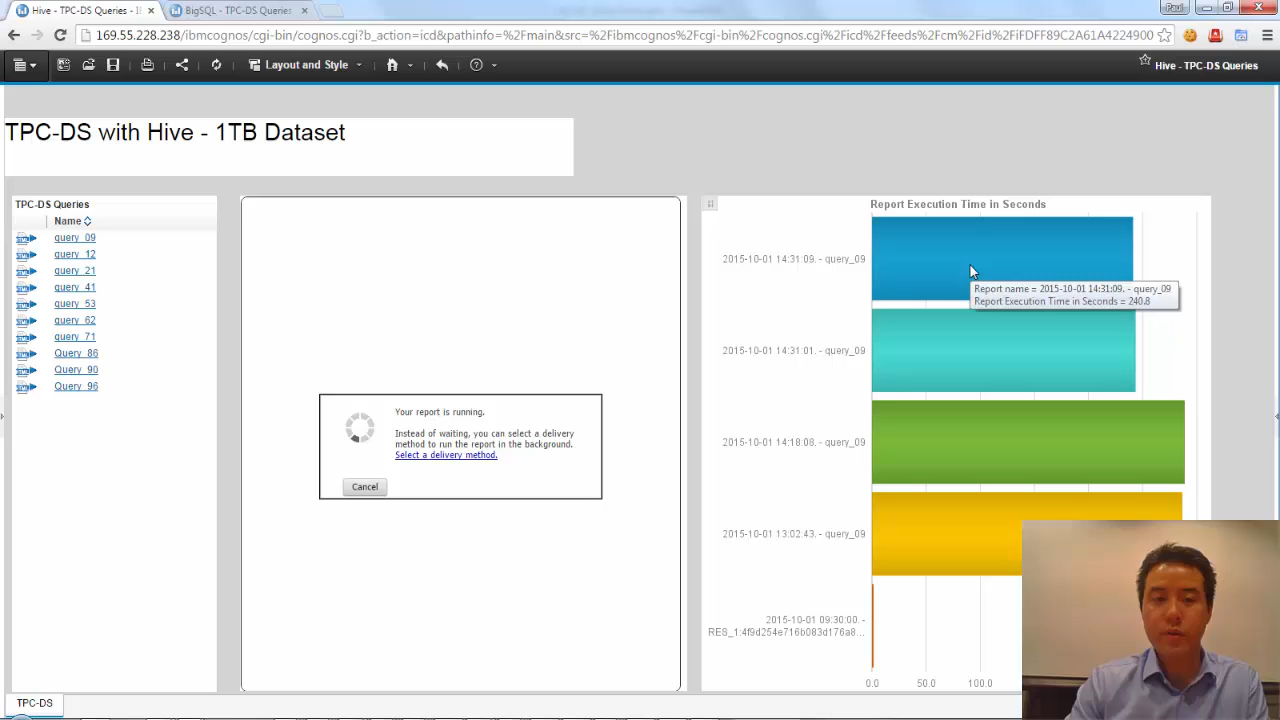 Hive - TPC-DS Queries - I
BigSQL - TPC-DS Queries
Paul
169.55.228.238/ibmcognos/cgi-bin/cognos.cgi?b_action=icd&pathinfo=%2Fmain&src=%2Fibmcognos%2Fcgi-bin%2Fcognos.cgi%2Ficd%2Ffeeds%2Fcm%2Fid%2FiFDFF89C2A61A4224900
Layout and Style
Hive - TPC-DS Queries
TPC-DS with Hive - 1TB Dataset
TPC-DS Queries
Name
query_09
query_12
query_21
query_41
query_53
query_62
query_71
Query_86
Query_90
Query_96
Your report is running.
Instead of waiting, you can select a delivery
method to run the report in the background.
Select a delivery method.
Cancel
Report Execution Time in Seconds
2015-10-01 14:31:09. - query_09
Report name = 2015-10-01 14:31:09. - query_09
Report Execution Time in Seconds = 240.8
2015-10-01 14:31:01. - query_09
2015-10-01 14:18:08. - query_09
2015-10-01 13:02:43. - query_09
2015-10-01 09:30:00. -
RES_1:4f9d254e716b083d176a8...
0.0 50.0 100.0
TPC-DS